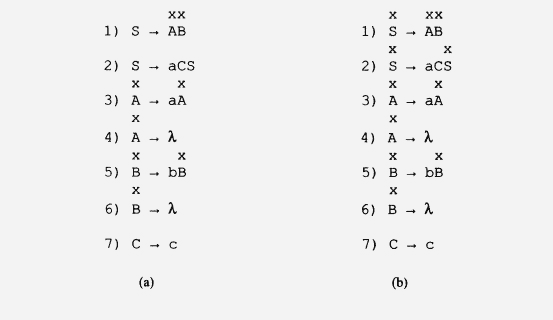 xx x xx
1) S → AB 1) S → AB
x x
2) S → aCS 2) S → aCS
x x x x
3) A → aA 3) A → aA
x x
4) A → λ 4) A → λ
x x x x
5) B → bB 5) B → bB
x x
6) B → λ 6) B → λ
7) C → c 7) C → c
(a) (b)